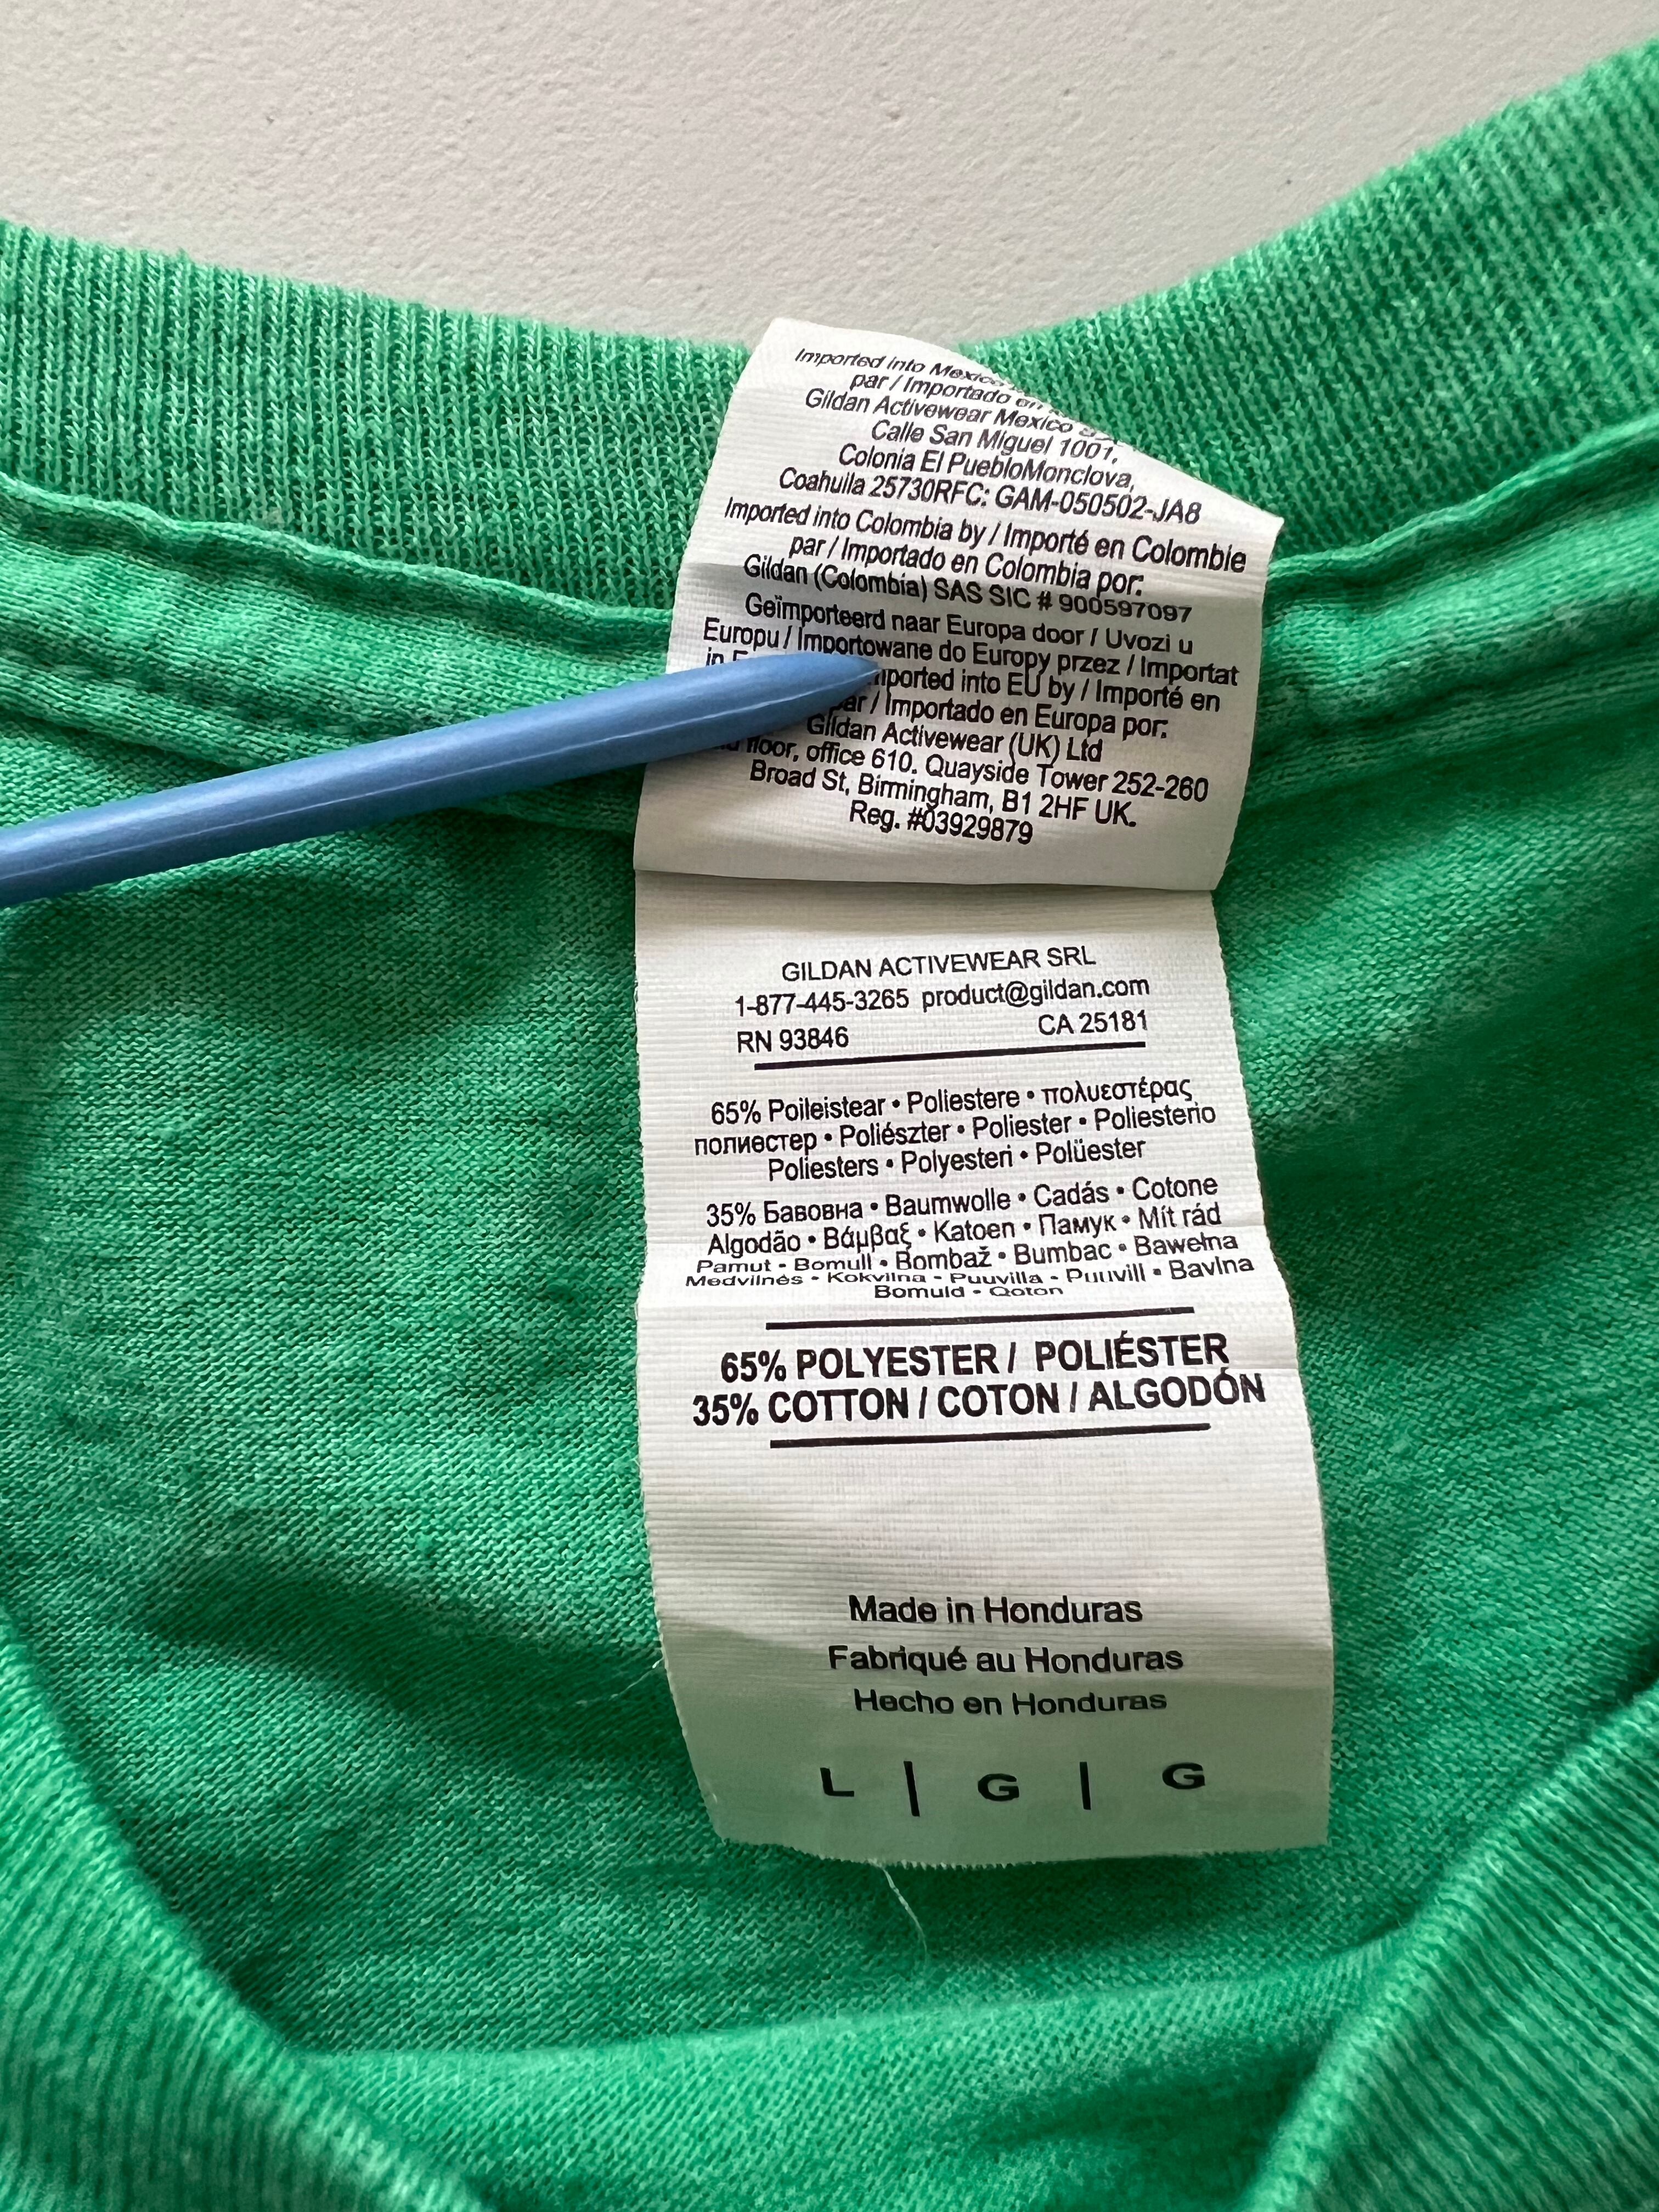 Imported into Mexico
par / Importado en
Gildan Activewear Mexico
Calle San Miguel 1001,
Colonia El PuebloMonclova,
Coahuila 25730RFC: GAM-050502-JA8
Imported into Colombia by / Importé en Colombie
par / Importado en Colombia por:
Gildan (Colombia) SAS SIC # 900597097
Geïmporteerd naar Europa door / Uvozi u
Europu / Importowane do Europy przez / Importat
in into EU by / Importé en
/ Importado en Europa por:
Gildan Activewear (UK) Ltd
floor, office 610. Quayside Tower 252-260
Broad St, Birmingham, B1 2HF UK.
Reg. #03929879
GILDAN ACTIVEWEAR SRL
1-877-445-3265 product@gildan.com
RN 93846 CA 25181
65% Poileistear • Poliestere • πολυεστέρας
полиестер • Poliészter • Poliester • Poliesterio
Poliesters • Polyesteri • Polüester
35% Бавовна • Baumwolle • Cadás • Cotone
Algodão • Βάμβαξ • Katoen • Памук • Mít rád
Pamut • Bomull • Bombaž • Bumbac • Bawełna
Medvilnės • Kokvilna • Puuvilla • Puuvill • Bavlna
Bomuld • Qoton
65% POLYESTER / POLIÉSTER
35% COTTON / COTON / ALGODÓN
Made in Honduras
Fabriqué au Honduras
Hecho en Honduras
L | G | G